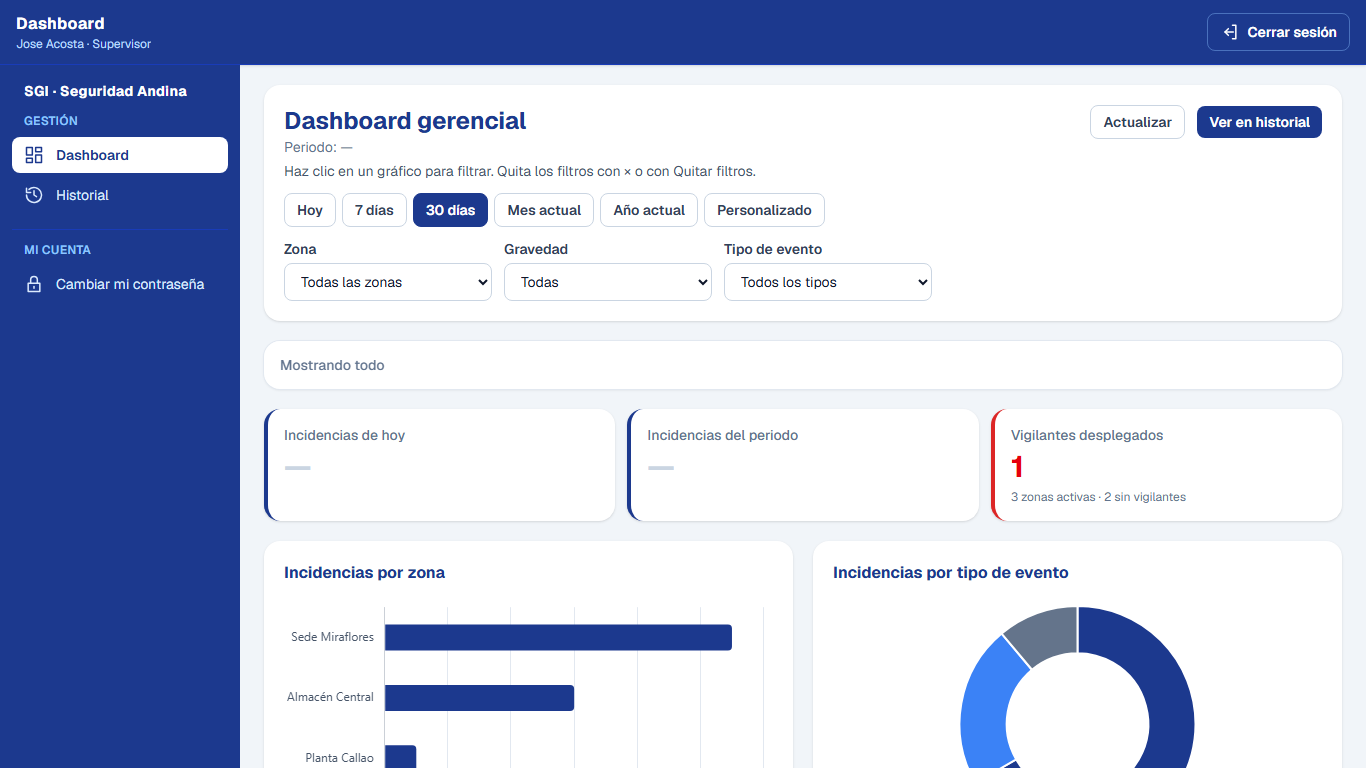 Dashboard
Jose Acosta · Supervisor
Cerrar sesión
SGI · Seguridad Andina
GESTIÓN
Dashboard
Historial
MI CUENTA
Cambiar mi contraseña
Dashboard gerencial
Actualizar
Ver en historial
Periodo: —
Haz clic en un gráfico para filtrar. Quita los filtros con × o con Quitar filtros.
Hoy
7 días
30 días
Mes actual
Año actual
Personalizado
Zona
Gravedad
Tipo de evento
Todas las zonas
Todas
Todos los tipos
Mostrando todo
Incidencias de hoy
—
Incidencias del periodo
—
Vigilantes desplegados
1
3 zonas activas · 2 sin vigilantes
Incidencias por zona
Sede Miraflores
Almacén Central
Planta Callao
Incidencias por tipo de evento